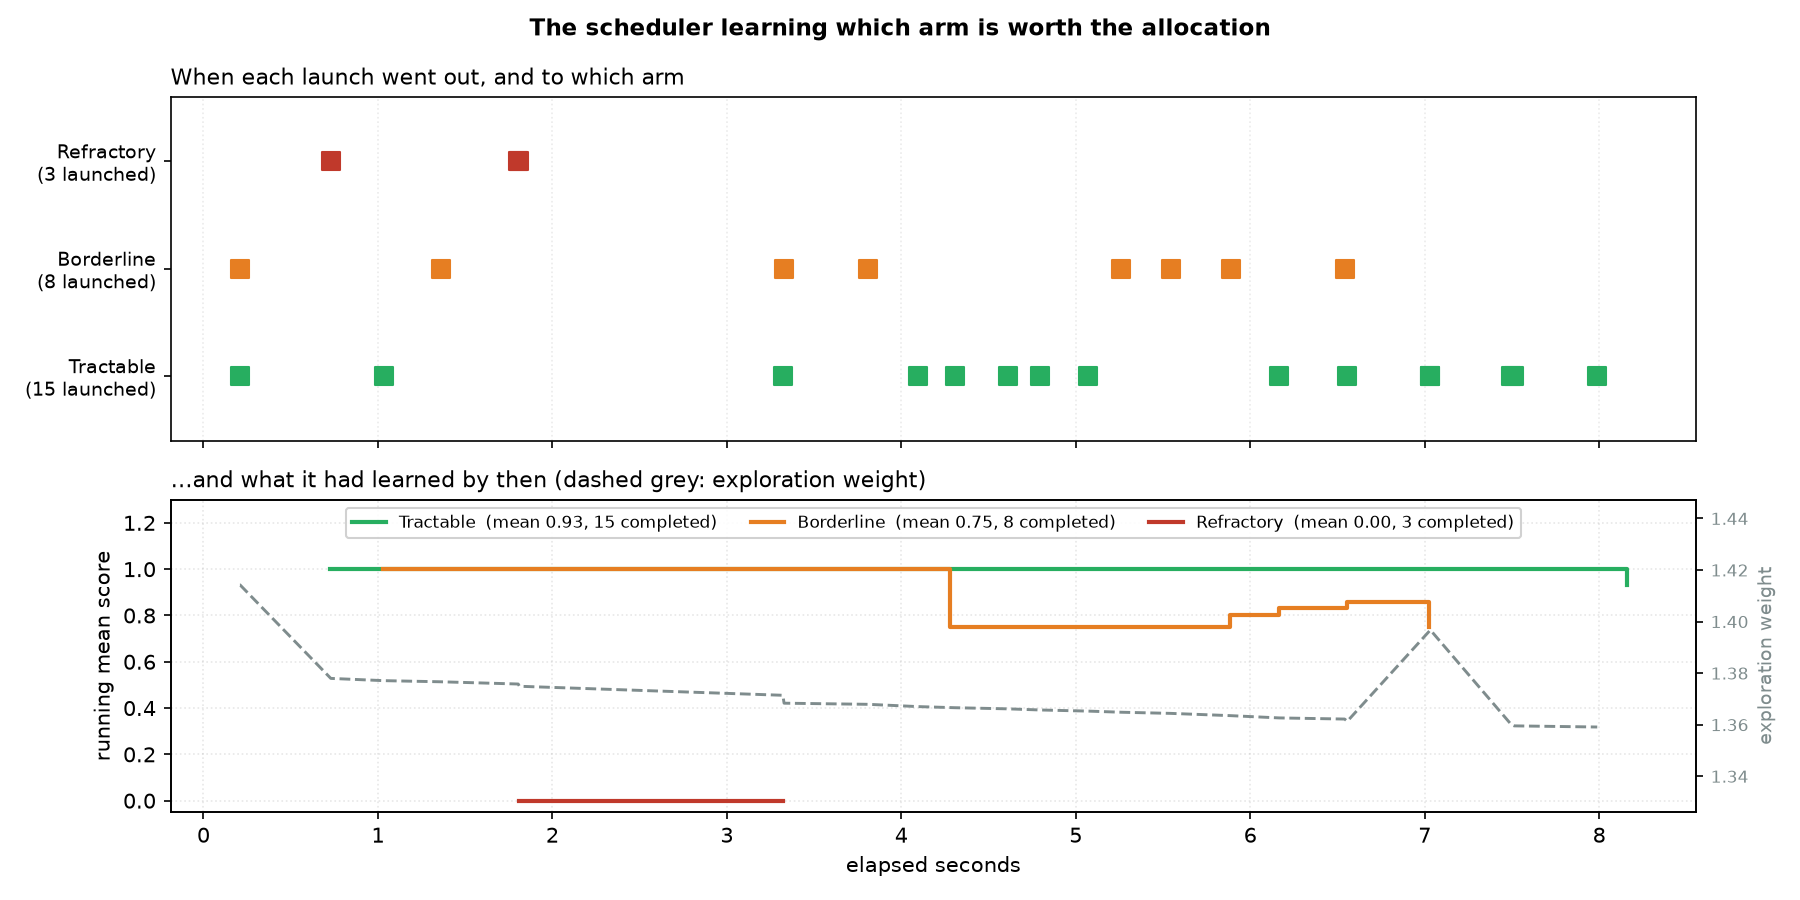 The scheduler learning which arm is worth the allocation
When each launch went out, and to which arm
Refractory
(3 launched)
Borderline
(8 launched)
Tractable
(15 launched)
...and what it had learned by then (dashed grey: exploration weight)
Tractable (mean 0.93, 15 completed)
Borderline (mean 0.75, 8 completed)
Refractory (mean 0.00, 3 completed)
running mean score
1.2
1.0
0.8
0.6
0.4
0.2
0.0
1.44
1.42
1.40
1.38
1.36
1.34
exploration weight
0 1 2 3 4 5 6 7 8
elapsed seconds